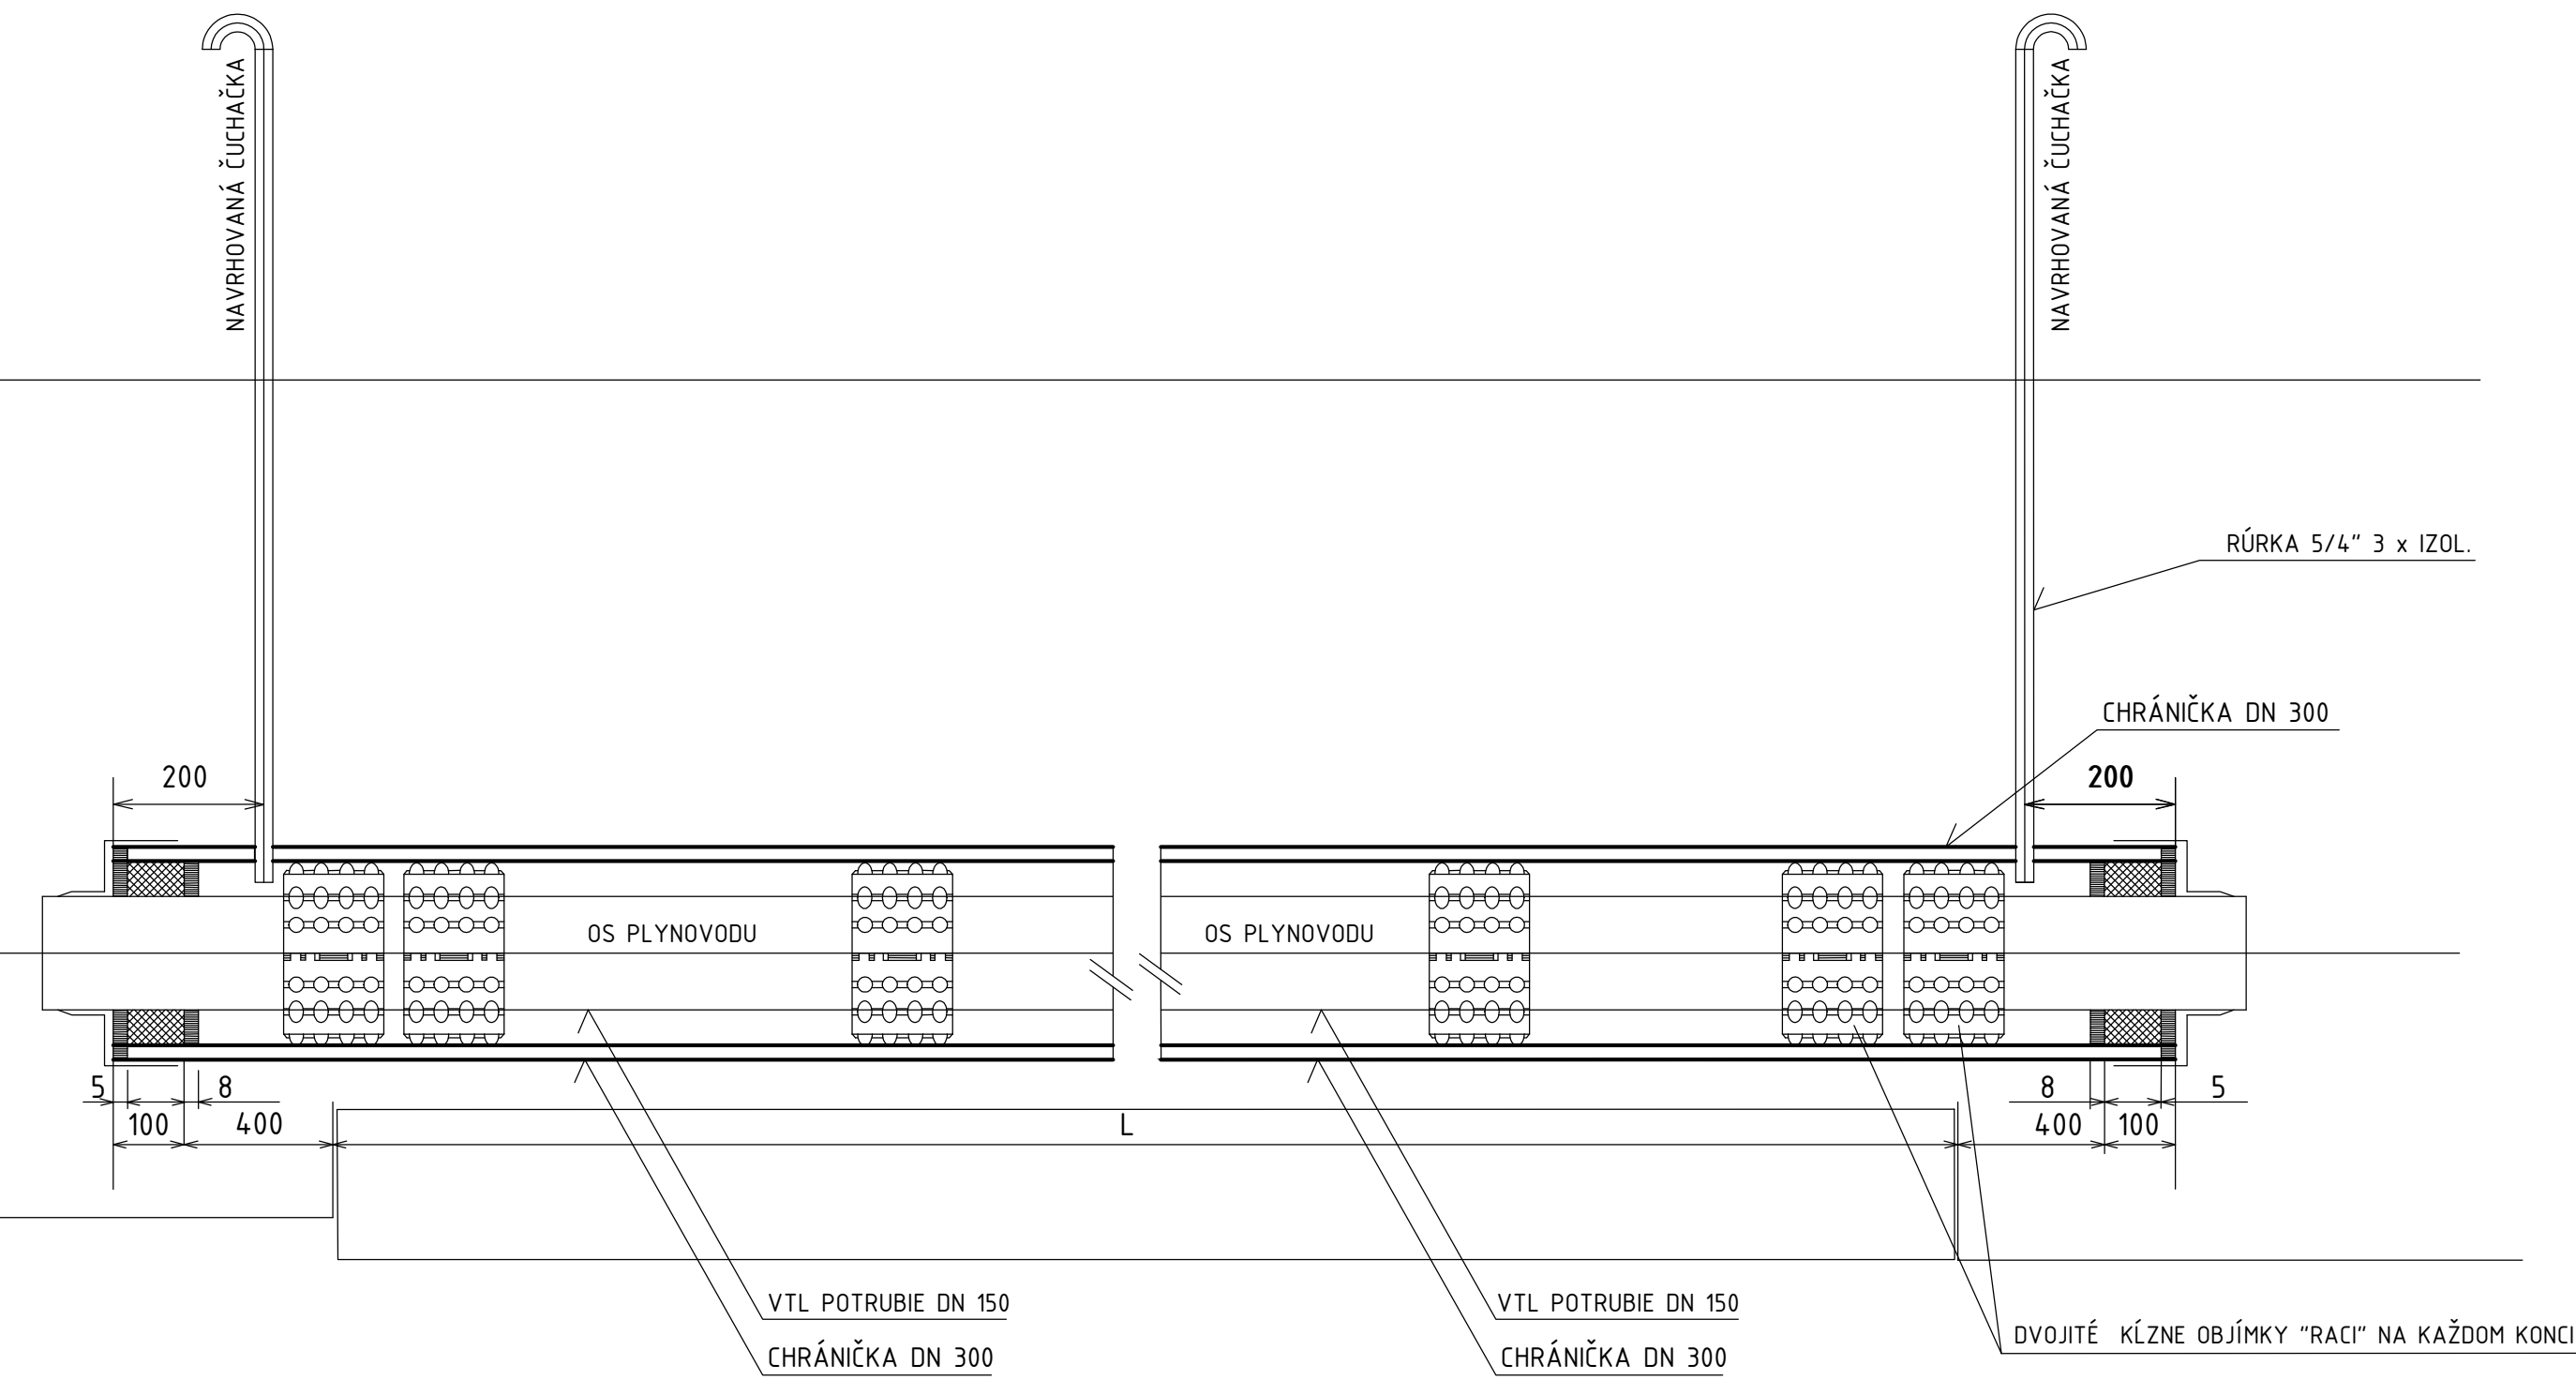 NAVRHOVANÁ ČUCHAČKA
NAVRHOVANÁ ČUCHAČKA
RÚRKA 5/4" 3 x IZOL.
CHRÁNIČKA DN 300
200
200
OS PLYNOVODU
OS PLYNOVODU
5
8
8
5
100
400
L
400
100
VTL POTRUBIE DN 150
VTL POTRUBIE DN 150
DVOJITÉ KĹZNE OBJÍMKY "RACI" NA KAŽDOM KONCI
CHRÁNIČKA DN 300
CHRÁNIČKA DN 300